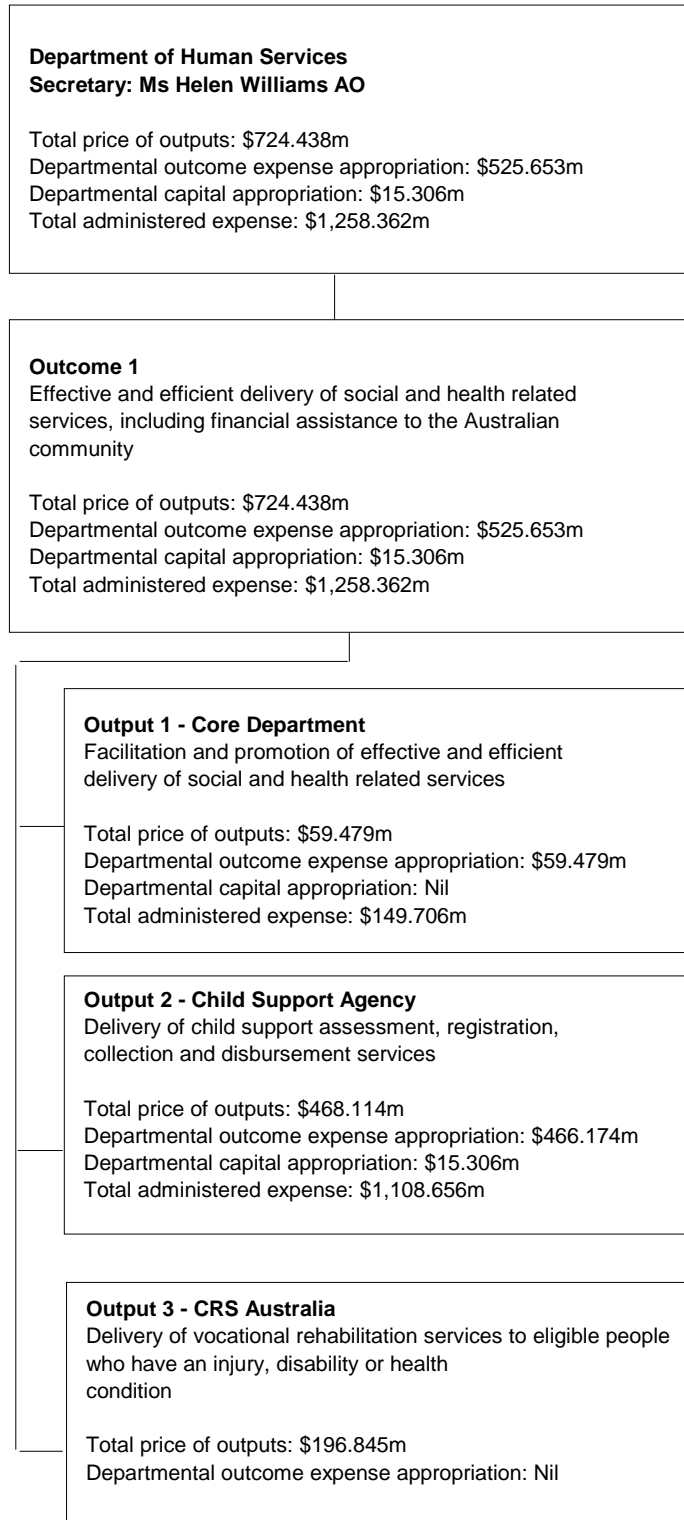 Department of Human Services
Secretary: Ms Helen Williams AO
Total price of outputs: $724.438m
Departmental outcome expense appropriation: $525.653m
Departmental capital appropriation: $15.306m
Total administered expense: $1,258.362m
Outcome 1
Effective and efficient delivery of social and health related
services, including financial assistance to the Australian
community
Total price of outputs: $724.438m
Departmental outcome expense appropriation: $525.653m
Departmental capital appropriation: $15.306m
Total administered expense: $1,258.362m
Output 1 - Core Department
Facilitation and promotion of effective and efficient
delivery of social and health related services
Total price of outputs: $59.479m
Departmental outcome expense appropriation: $59.479m
Departmental capital appropriation: Nil
Total administered expense: $149.706m
Output 2 - Child Support Agency
Delivery of child support assessment, registration,
collection and disbursement services
Total price of outputs: $468.114m
Departmental outcome expense appropriation: $466.174m
Departmental capital appropriation: $15.306m
Total administered expense: $1,108.656m
Output 3 - CRS Australia
Delivery of vocational rehabilitation services to eligible people
who have an injury, disability or health
condition
Total price of outputs: $196.845m
Departmental outcome expense appropriation: Nil